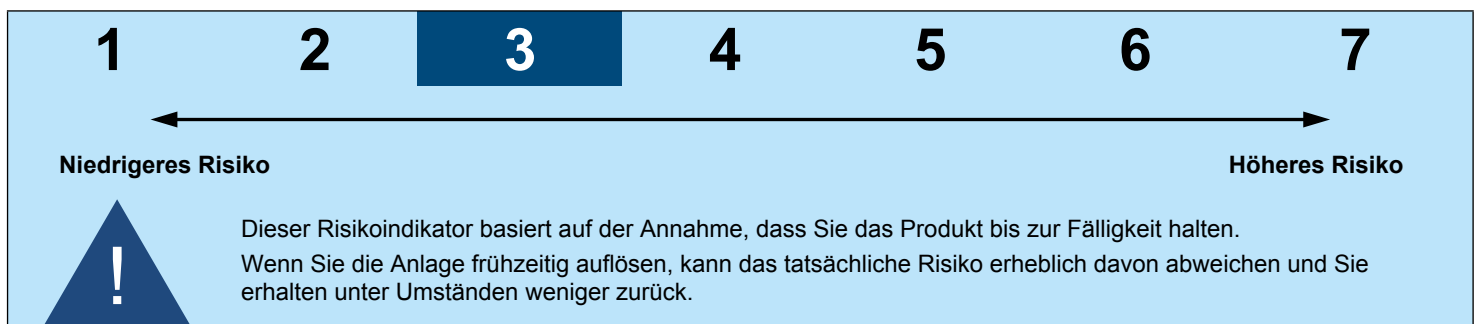 1 2 3 4 5 6 7
Niedrigeres Risiko Höheres Risiko
! Dieser Risikoindikator basiert auf der Annahme, dass Sie das Produkt bis zur Fälligkeit halten.
Wenn Sie die Anlage frühzeitig auflösen, kann das tatsächliche Risiko erheblich davon abweichen und Sie
erhalten unter Umständen weniger zurück.